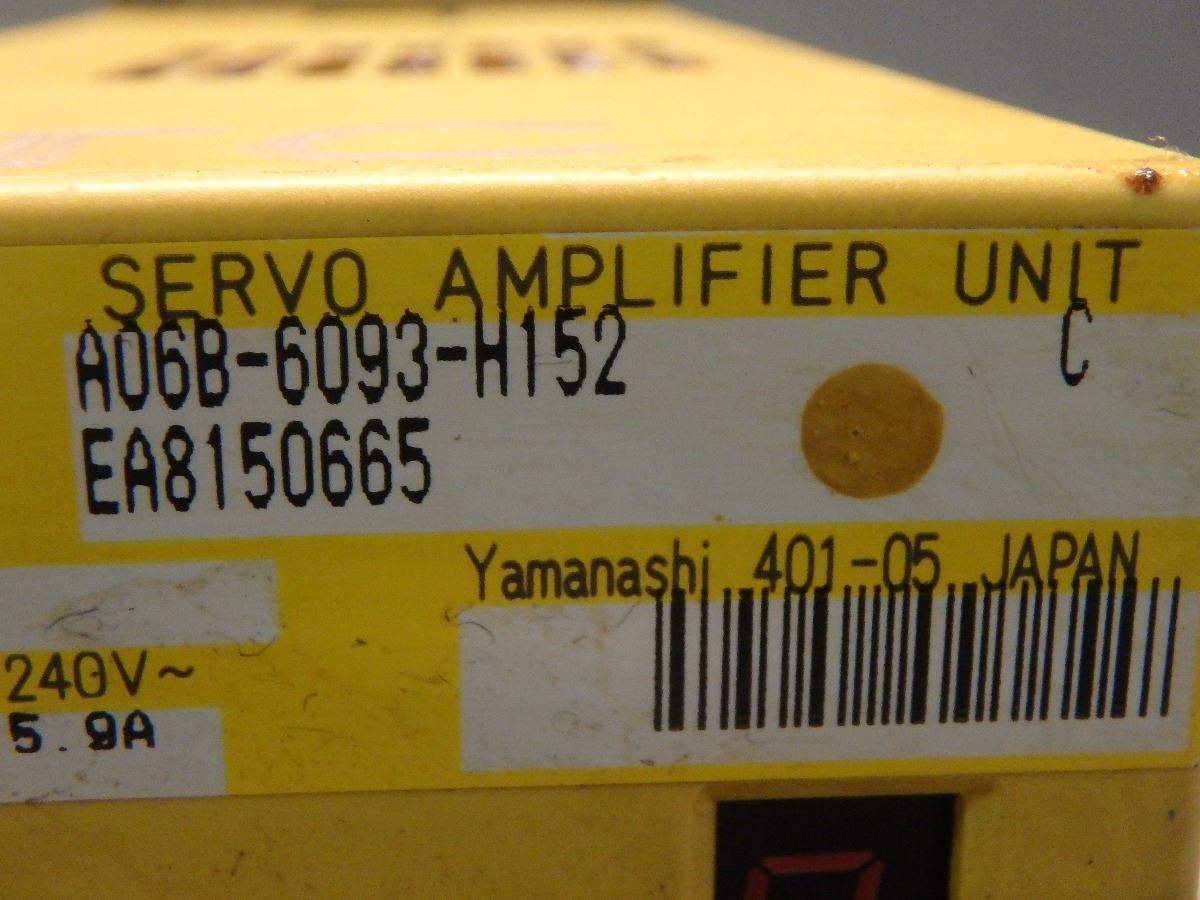 SERVO AMPLIFIER UNIT
A06B-6093-H152 C
EA8150665
Yamanashi 401-05 JAPAN
240V~
5.9A